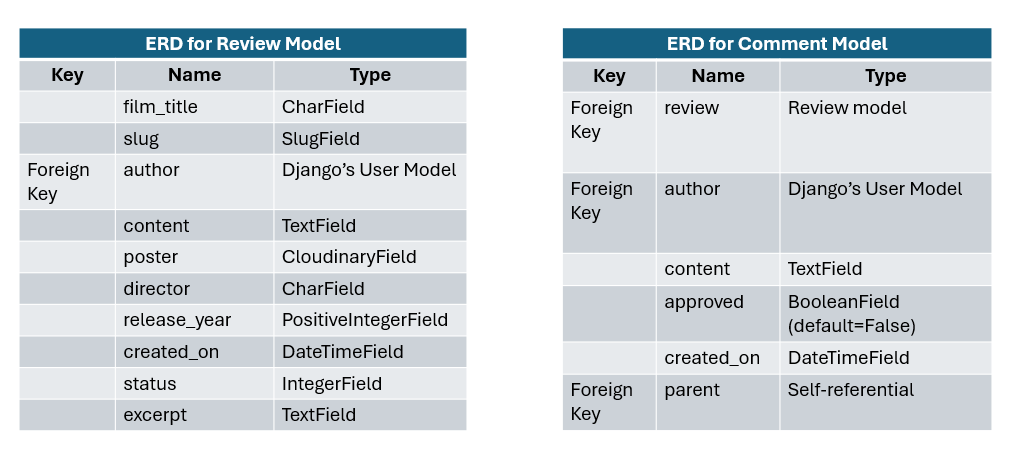 ERD for Review Model
Key Name Type
film_title CharField
slug SlugField
Foreign Key author Django’s User Model
content TextField
poster CloudinaryField
director CharField
release_year PositiveIntegerField
created_on DateTimeField
status IntegerField
excerpt TextField
ERD for Comment Model
Key Name Type
Foreign Key review Review model
Foreign Key author Django’s User Model
content TextField
approved BooleanField (default=False)
created_on DateTimeField
Foreign Key parent Self-referential